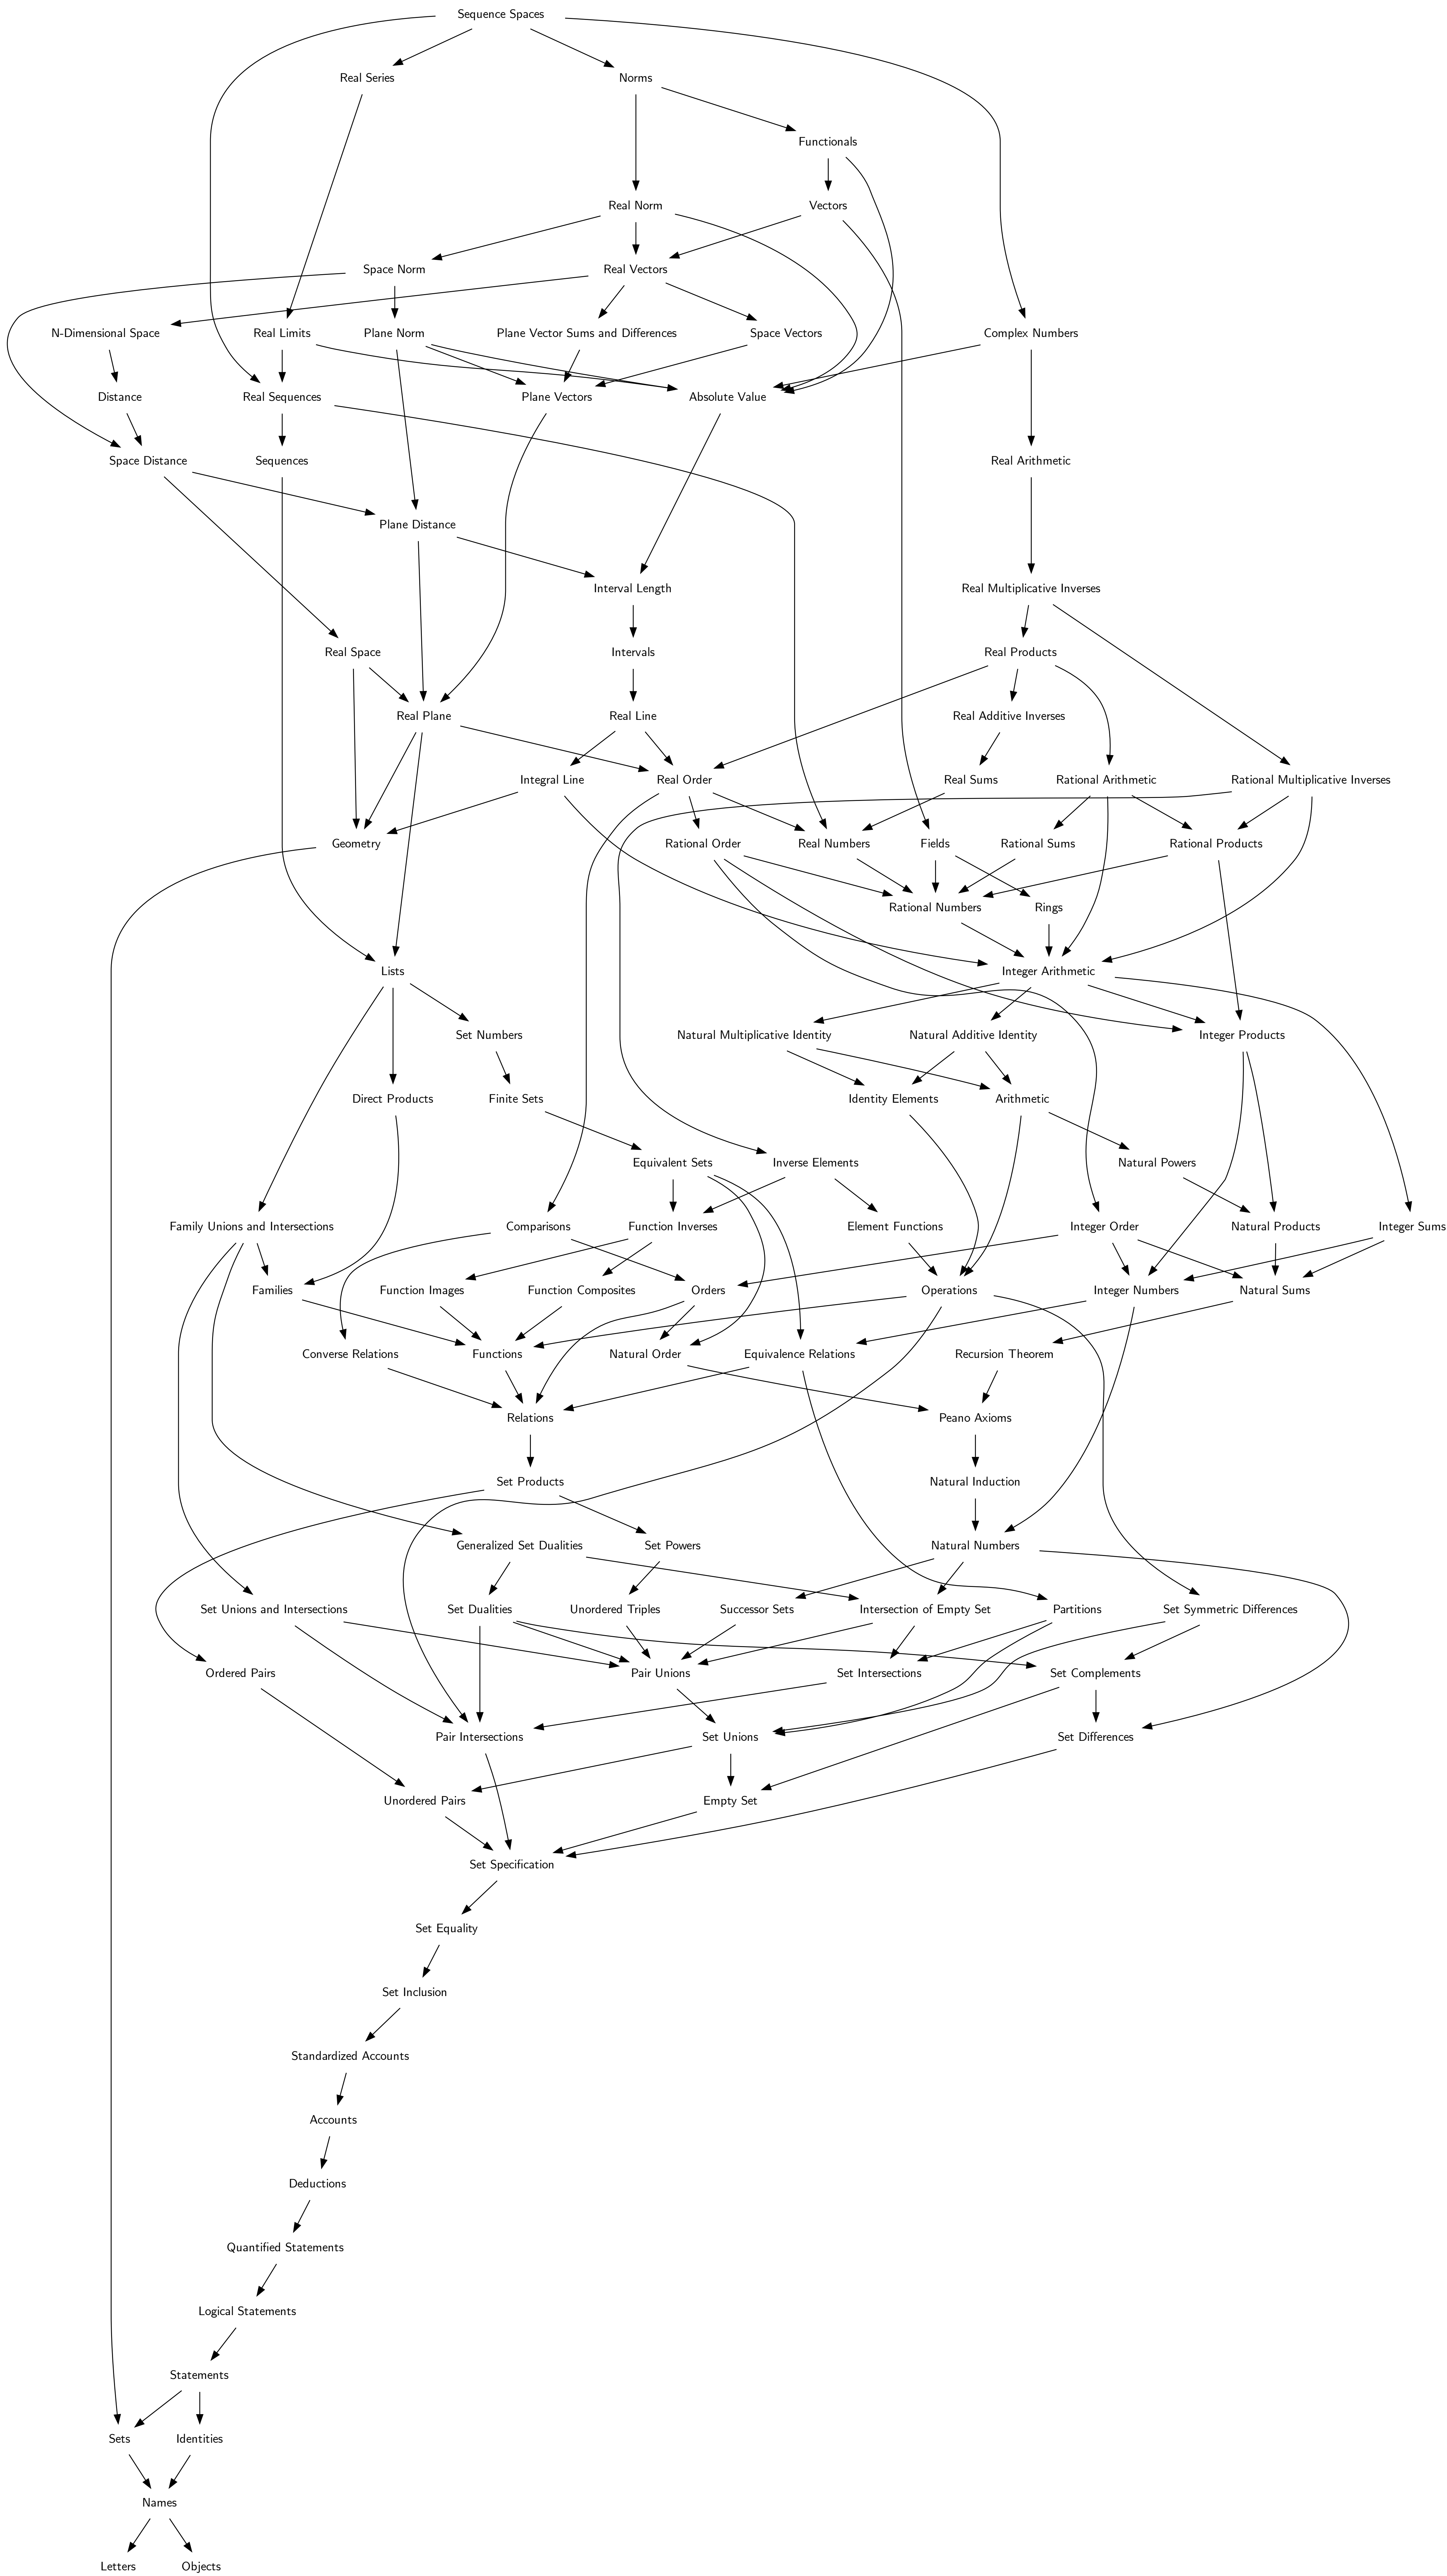 Sequence Spaces
Real Series
Norms
Functionals
Real Norm
Vectors
Space Norm
Real Vectors
N-Dimensional Space
Real Limits
Plane Norm
Plane Vector Sums and Differences
Space Vectors
Complex Numbers
Distance
Real Sequences
Plane Vectors
Absolute Value
Space Distance
Sequences
Real Arithmetic
Plane Distance
Interval Length
Real Multiplicative Inverses
Real Space
Intervals
Real Products
Real Plane
Real Line
Real Additive Inverses
Integral Line
Real Order
Real Sums
Rational Arithmetic
Rational Multiplicative Inverses
Geometry
Rational Order
Real Numbers
Fields
Rational Sums
Rational Products
Rational Numbers
Rings
Lists
Integer Arithmetic
Set Numbers
Natural Multiplicative Identity
Natural Additive Identity
Integer Products
Direct Products
Finite Sets
Identity Elements
Arithmetic
Equivalent Sets
Inverse Elements
Natural Powers
Family Unions and Intersections
Comparisons
Function Inverses
Element Functions
Integer Order
Natural Products
Integer Sums
Families
Function Images
Function Composites
Orders
Operations
Integer Numbers
Natural Sums
Converse Relations
Functions
Natural Order
Equivalence Relations
Recursion Theorem
Relations
Peano Axioms
Set Products
Natural Induction
Generalized Set Dualities
Set Powers
Natural Numbers
Set Unions and Intersections
Set Dualities
Unordered Triples
Successor Sets
Intersection of Empty Set
Partitions
Set Symmetric Differences
Ordered Pairs
Pair Unions
Set Intersections
Set Complements
Pair Intersections
Set Unions
Set Differences
Unordered Pairs
Empty Set
Set Specification
Set Equality
Set Inclusion
Standardized Accounts
Accounts
Deductions
Quantified Statements
Logical Statements
Statements
Sets
Identities
Names
Letters
Objects